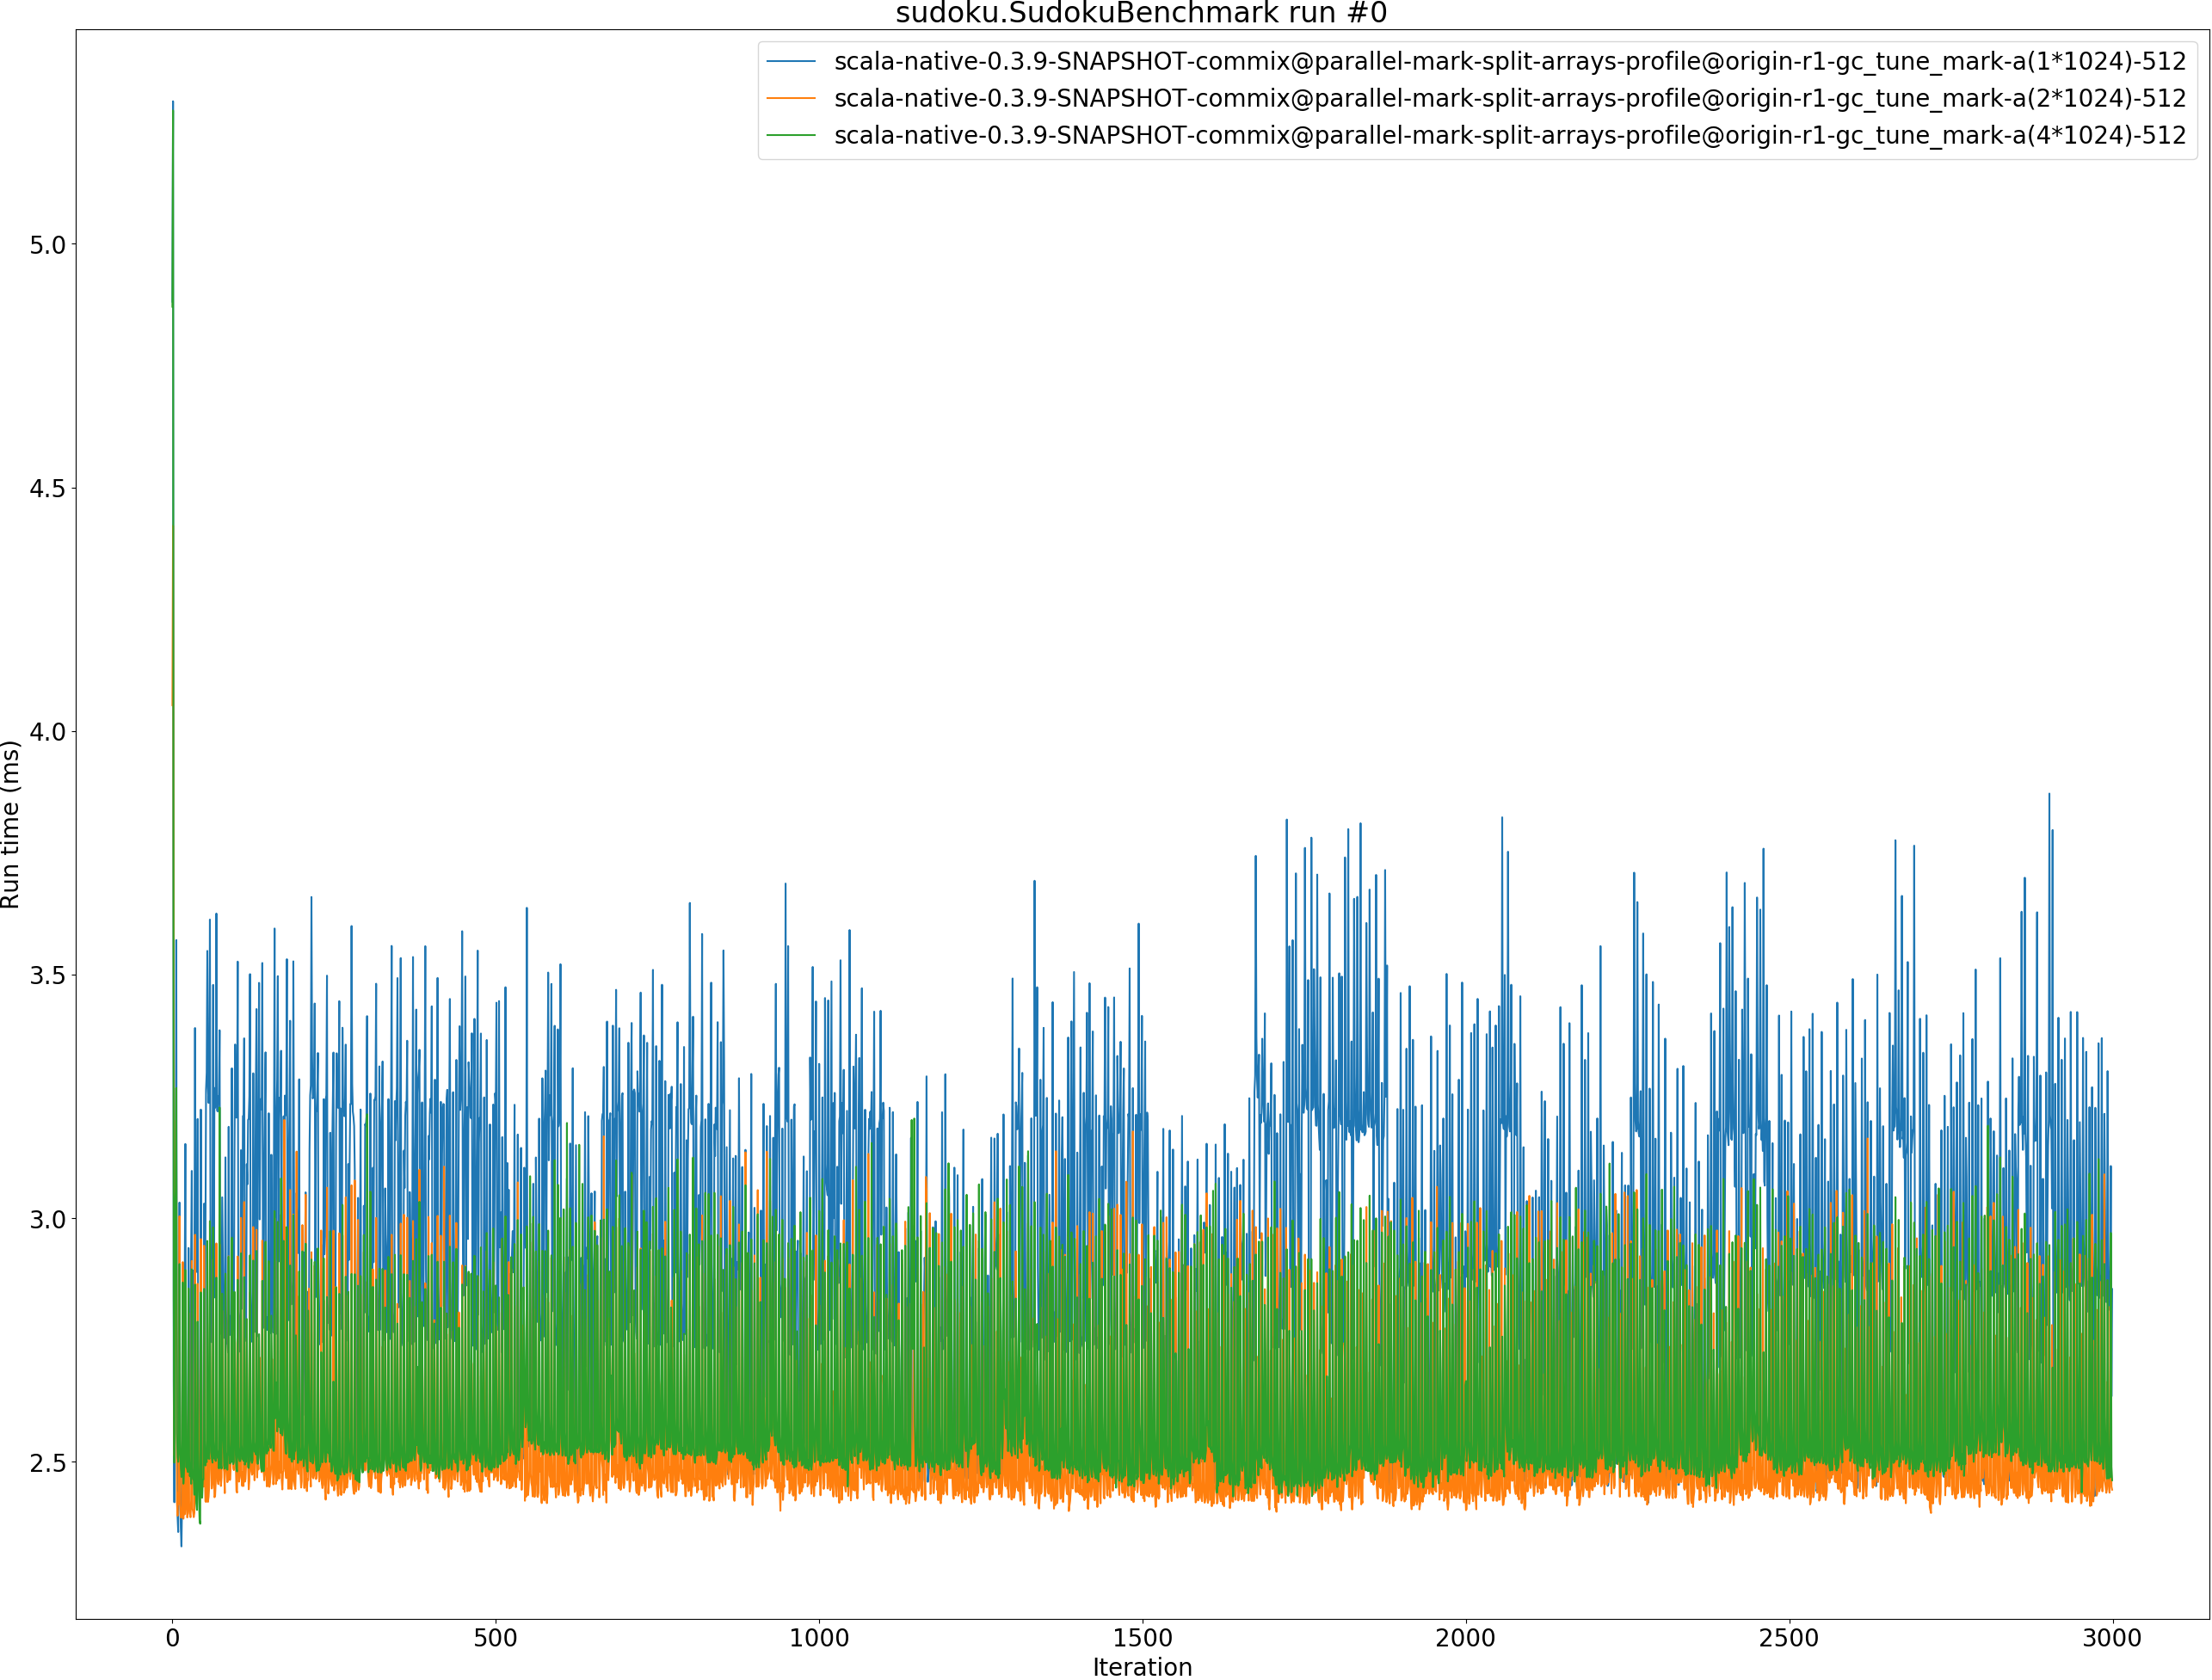 sudoku.SudokuBenchmark run #0
scala-native-0.3.9-SNAPSHOT-commix@parallel-mark-split-arrays-profile@origin-r1-gc_tune_mark-a(1*1024)-512
scala-native-0.3.9-SNAPSHOT-commix@parallel-mark-split-arrays-profile@origin-r1-gc_tune_mark-a(2*1024)-512
scala-native-0.3.9-SNAPSHOT-commix@parallel-mark-split-arrays-profile@origin-r1-gc_tune_mark-a(4*1024)-512
5.0
4.5
4.0
3.5
3.0
2.5
Run time (ms)
0 500 1000 1500 2000 2500 3000
Iteration